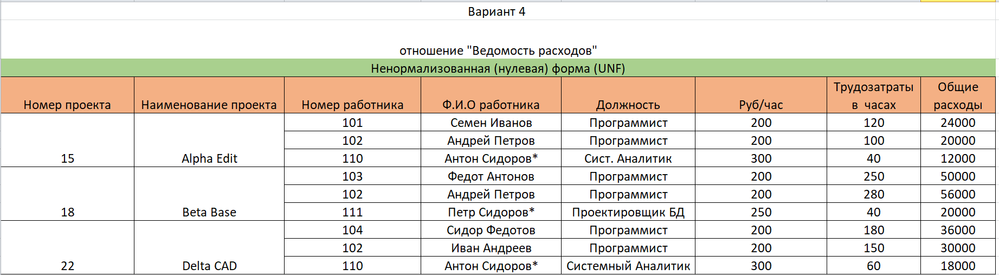 Вариант 4
отношение "Ведомость расходов"
Ненормализованная (нулевая) форма (UNF)
Номер проекта Наименование проекта Номер работника Ф.И.О работника Должность Руб/час Трудозатраты в часах Общие расходы
101 Семен Иванов Программист 200 120 24000
102 Андрей Петров Программист 200 100 20000
15 Alpha Edit 110 Антон Сидоров* Сист. Аналитик 300 40 12000
103 Федот Антонов Программист 200 250 50000
102 Андрей Петров Программист 200 280 56000
18 Beta Base 111 Петр Сидоров* Проектировщик БД 250 40 20000
104 Сидор Федотов Программист 200 180 36000
102 Иван Андреев Программист 200 150 30000
22 Delta CAD 110 Антон Сидоров* Системный Аналитик 300 60 18000